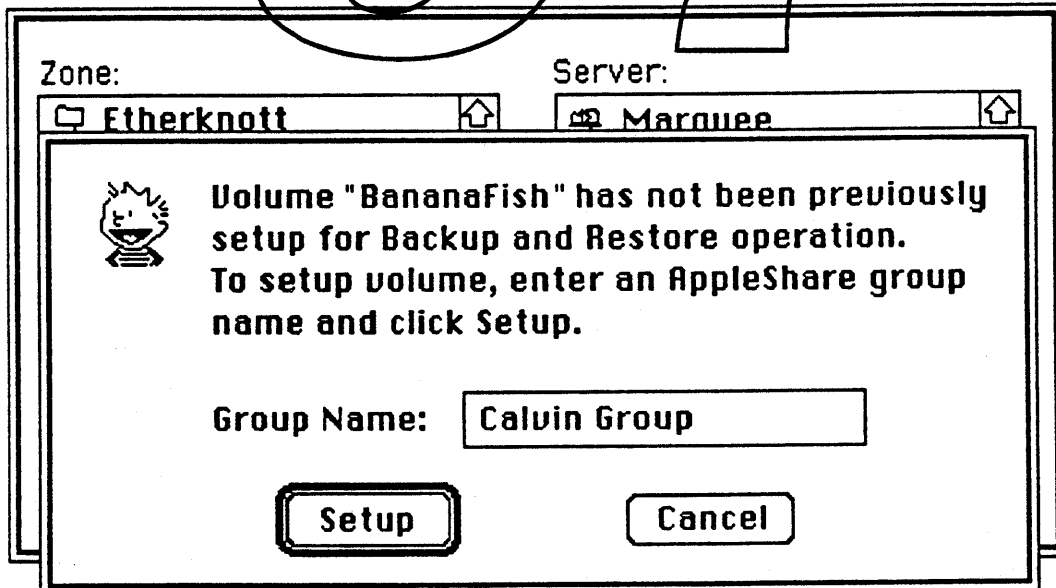 Zone:
Server:
Etherknott
Marquee
Volume "BananaFish" has not been previously
setup for Backup and Restore operation.
To setup volume, enter an AppleShare group
name and click Setup.
Group Name: Calvin Group
Setup
Cancel